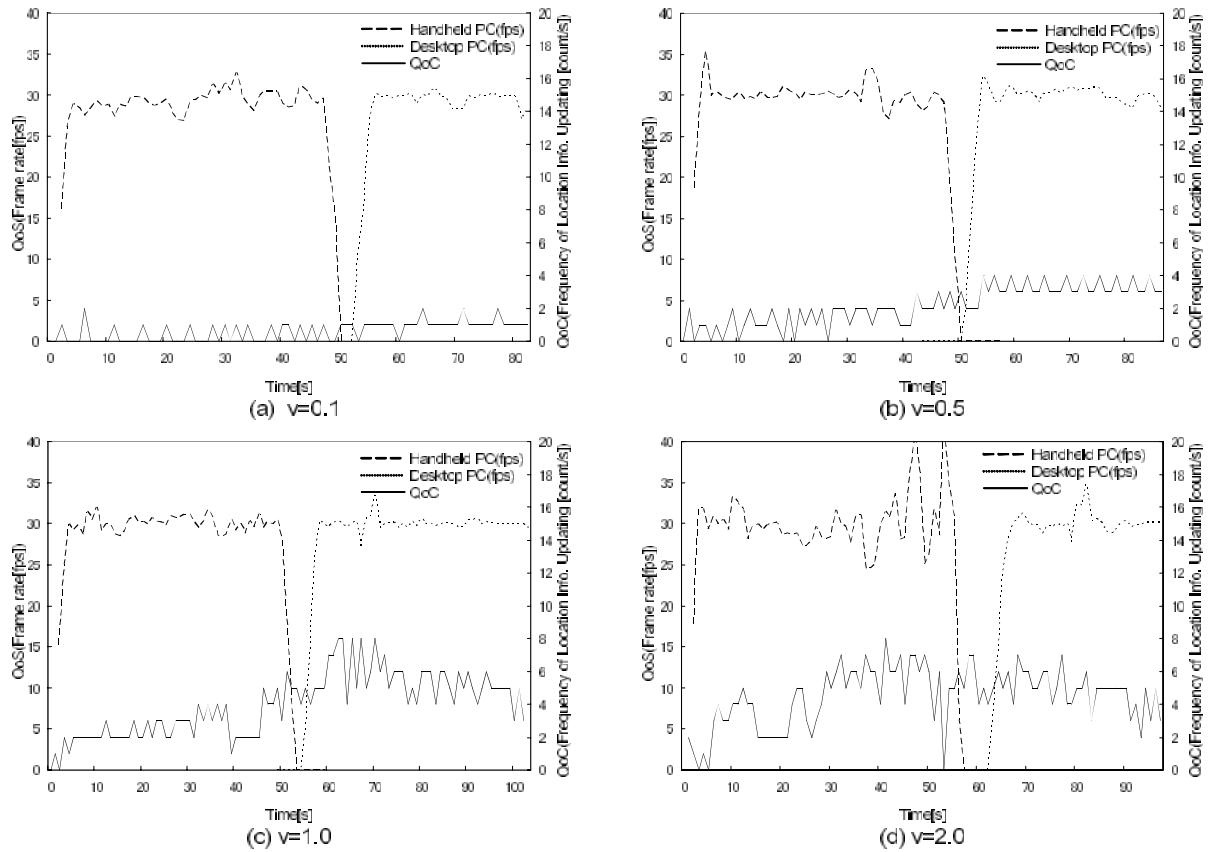 40
35
30
25
20
15
10
5
0
QoS(Frame rate[fps])
Handheld PC(fps)
Desktop PC(fps)
QoC
20
18
16
14
12
10
8
6
4
2
0
QoC(Frequency of Location Info. Updating [count/s]
0 10 20 30 40 50 60 70 80
Time[s]
(a) v=0.1
40
35
30
25
20
15
10
5
0
QoS(Frame rate[fps])
Handheld PC(fps)
Desktop PC(fps)
QoC
20
18
16
14
12
10
8
6
4
2
0
QoC(Frequency of Location Info. Updating [count/s]
0 10 20 30 40 50 60 70 80
Time[s]
(b) v=0.5
40
35
30
25
20
15
10
5
0
QoS(Frame rate[fps])
Handheld PC(fps)
Desktop PC(fps)
QoC
20
18
16
14
12
10
8
6
4
2
0
QoC(Frequency of Location Info. Updating [count/s]
0 10 20 30 40 50 60 70 80 90 100
Time[s]
(c) v=1.0
40
35
30
25
20
15
10
5
0
QoS(Frame rate[fps])
Handheld PC(fps)
Desktop PC(fps)
QoC
20
18
16
14
12
10
8
6
4
2
0
QoC(Frequency of Location Info. Updating [count/s]
0 10 20 30 40 50 60 70 80 90
Time[s]
(d) v=2.0